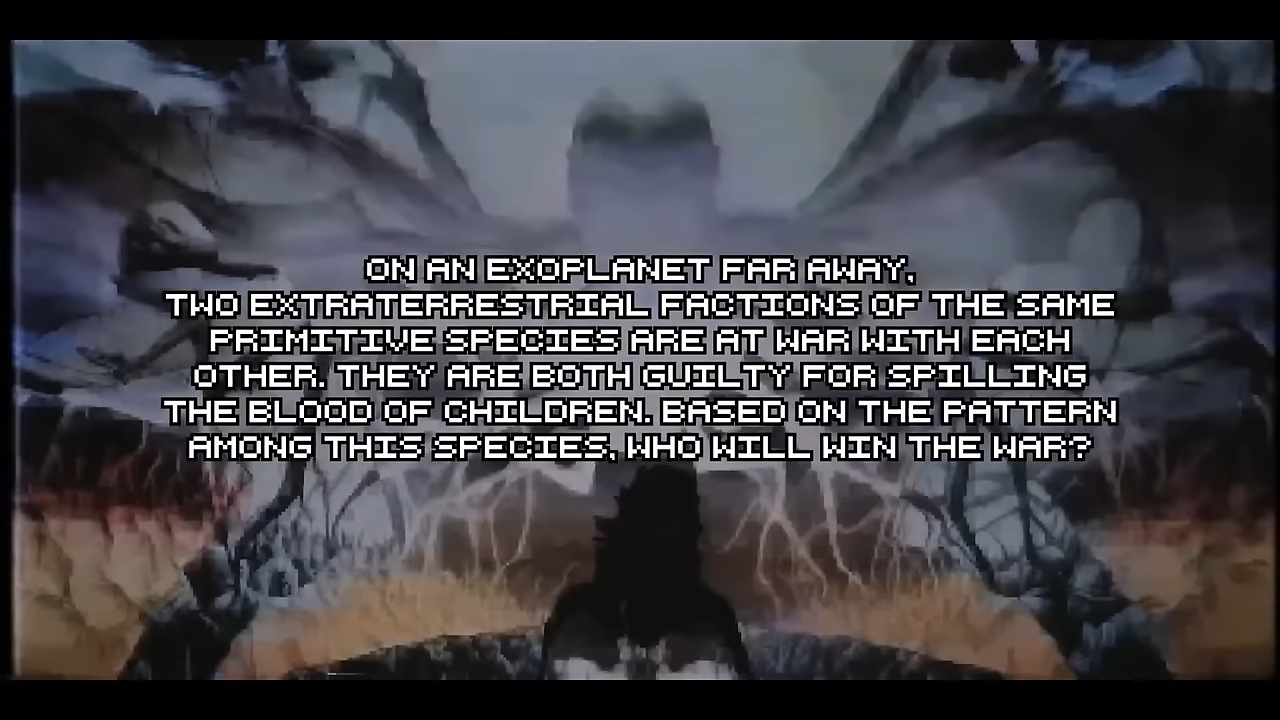 ON AN EXOPLANET FAR AWAY,
TWO EXTRATERRESTRIAL FACTIONS OF THE SAME
PRIMITIVE SPECIES ARE AT WAR WITH EACH
OTHER. THEY ARE BOTH GUILTY FOR SPILLING
THE BLOOD OF CHILDREN. BASED ON THE PATTERN
AMONG THIS SPECIES, WHO WILL WIN THE WAR?